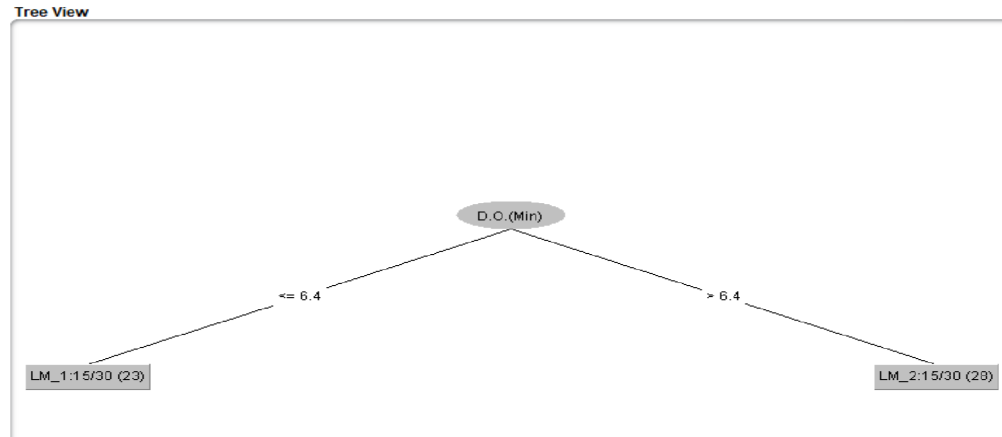 Tree View
D.O.(Min)
<= 6.4
> 6.4
LM_1:15/30 (23)
LM_2:15/30 (28)